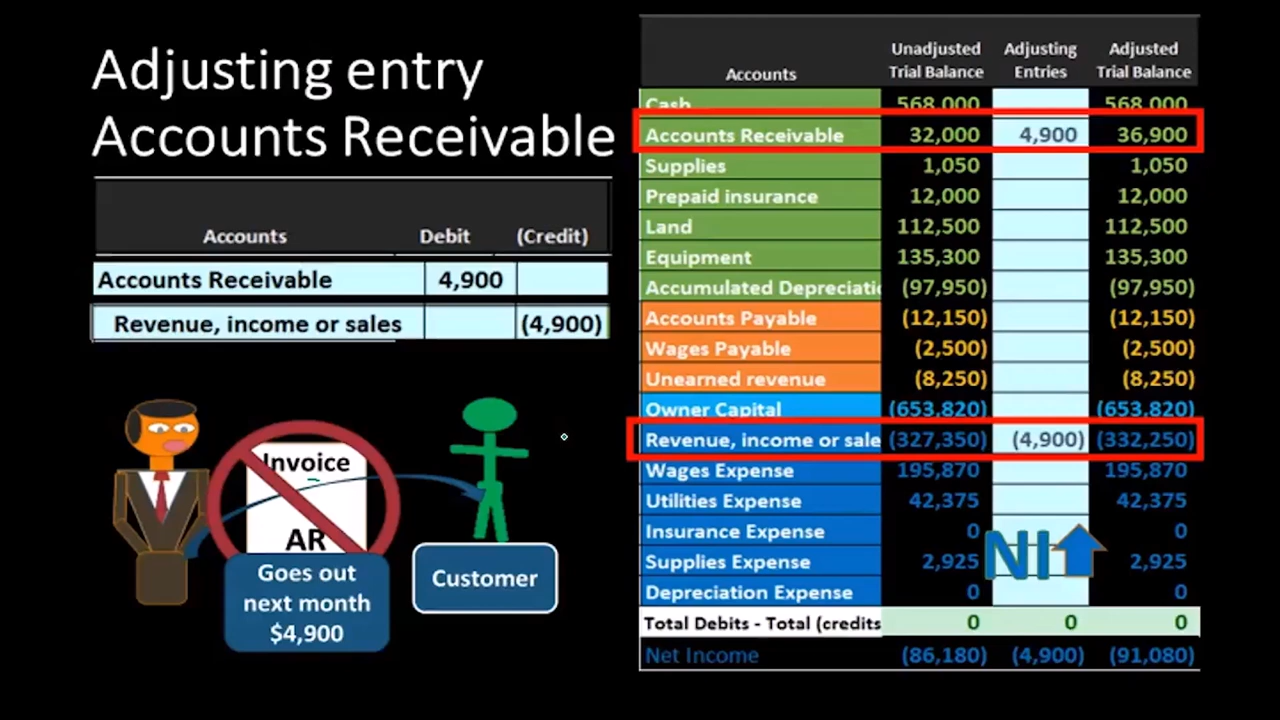 Adjusting entry
Accounts Receivable
Accounts Debit (Credit)
Accounts Receivable 4,900
Revenue, income or sales (4,900)
Invoice
AR
Goes out
next month
$4,900
Customer
Unadjusted Adjusting Adjusted
Accounts Trial Balance Entries Trial Balance
Cash 568,000 568,000
Accounts Receivable 32,000 4,900 36,900
Supplies 1,050 1,050
Prepaid insurance 12,000 12,000
Land 112,500 112,500
Equipment 135,300 135,300
Accumulated Depreciatio (97,950) (97,950)
Accounts Payable (12,150) (12,150)
Wages Payable (2,500) (2,500)
Unearned revenue (8,250) (8,250)
Owner Capital (653,820) (653,820)
Revenue, income or sale (327,350) (4,900) (332,250)
Wages Expense 195,870 195,870
Utilities Expense 42,375 42,375
Insurance Expense 0 0
Supplies Expense 2,925 2,925
NI
Depreciation Expense 0 0
Total Debits - Total (credits 0 0 0
Net Income (86,180) (4,900) (91,080)